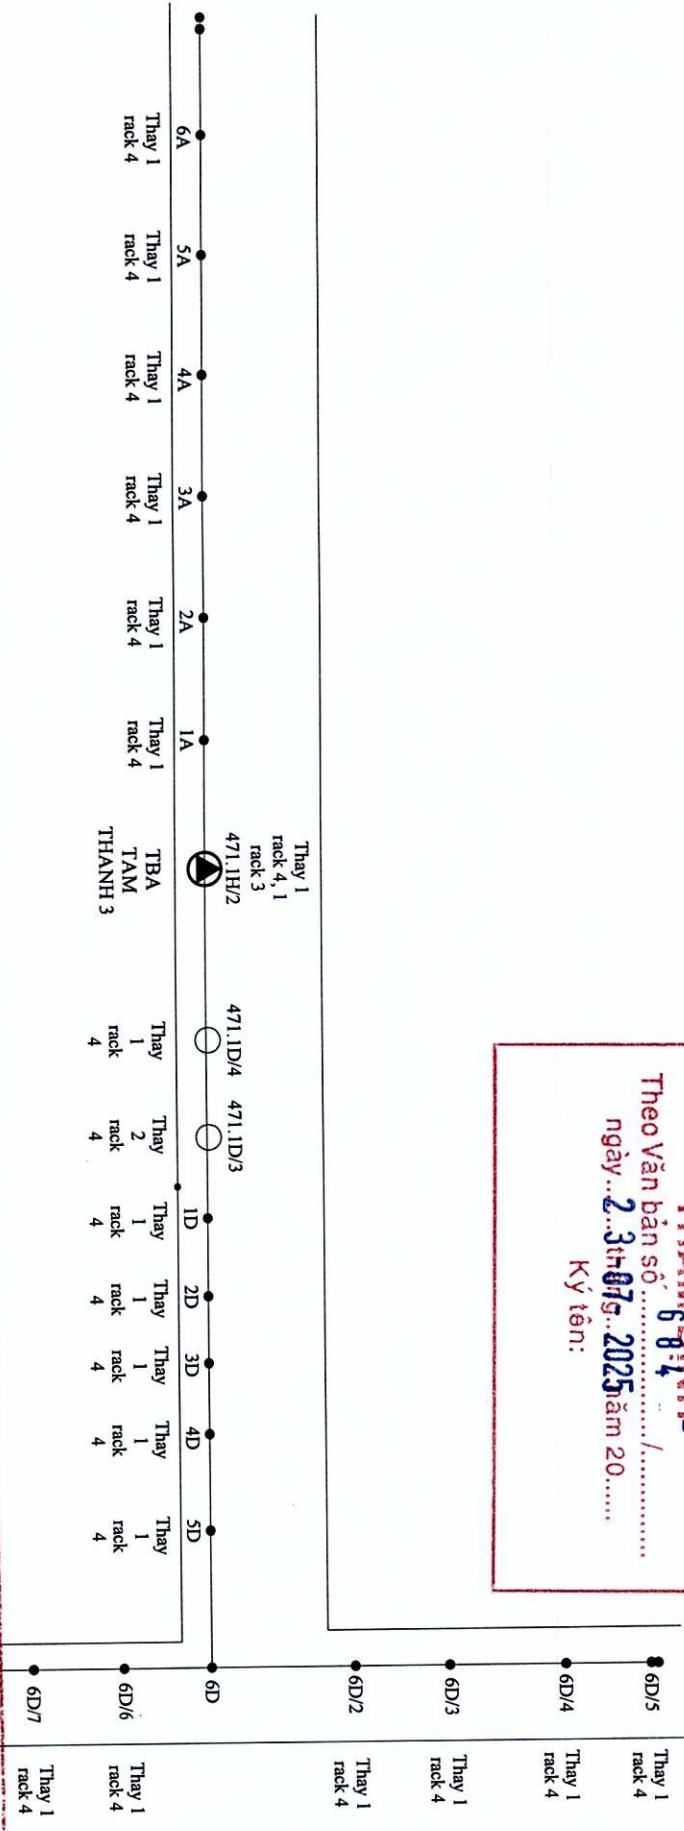 Theo Văn bản số ......684....../............
ngày..23..tháng..07..2025 năm 20......
Ký tên:
6D/5
Thay 1
rack 4
6D/4
Thay 1
rack 4
6D/3
Thay 1
rack 4
6D/2
Thay 1
rack 4
Thay 1
rack 4, 1
rack 3
471.1H/2
471.1D/4
471.1D/3
6A
5A
4A
3A
2A
1A
1D
2D
3D
4D
5D
6D
Thay 1
rack 4
Thay 1
rack 4
Thay 1
rack 4
Thay 1
rack 4
Thay 1
rack 4
Thay 1
rack 4
TBA
TAM
THANH 3
Thay
1
rack
4
Thay
2
rack
4
Thay
1
rack
4
Thay
1
rack
4
Thay
1
rack
4
Thay
1
rack
4
Thay
1
rack
4
6D/6
Thay 1
rack 4
6D/7
Thay 1
rack 4